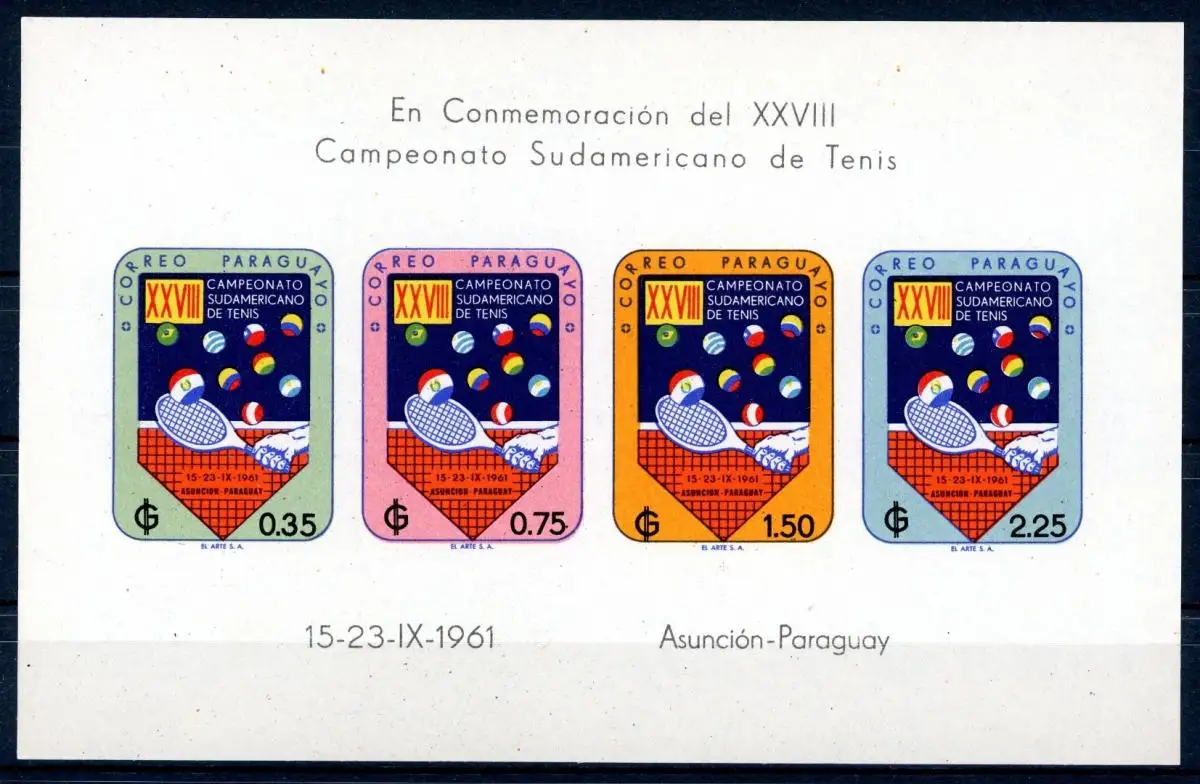 En Conmemoración del XXVIII
Campeonato Sudamericano de Tenis
CORREO PARAGUAYO
XXVIII
CAMPEONATO
SUDAMERICANO
DE TENIS
15-23-IX-1961
ASUNCIÓN-PARAGUAY
₲ 0.35
EL ARTE S. A.
CORREO PARAGUAYO
XXVIII
CAMPEONATO
SUDAMERICANO
DE TENIS
15-23-IX-1961
ASUNCIÓN-PARAGUAY
₲ 0.75
EL ARTE S. A.
CORREO PARAGUAYO
XXVIII
CAMPEONATO
SUDAMERICANO
DE TENIS
15-23-IX-1961
ASUNCIÓN-PARAGUAY
₲ 1.50
EL ARTE S. A.
CORREO PARAGUAYO
XXVIII
CAMPEONATO
SUDAMERICANO
DE TENIS
15-23-IX-1961
ASUNCIÓN-PARAGUAY
₲ 2.25
EL ARTE S. A.
15-23-IX-1961
Asunción-Paraguay